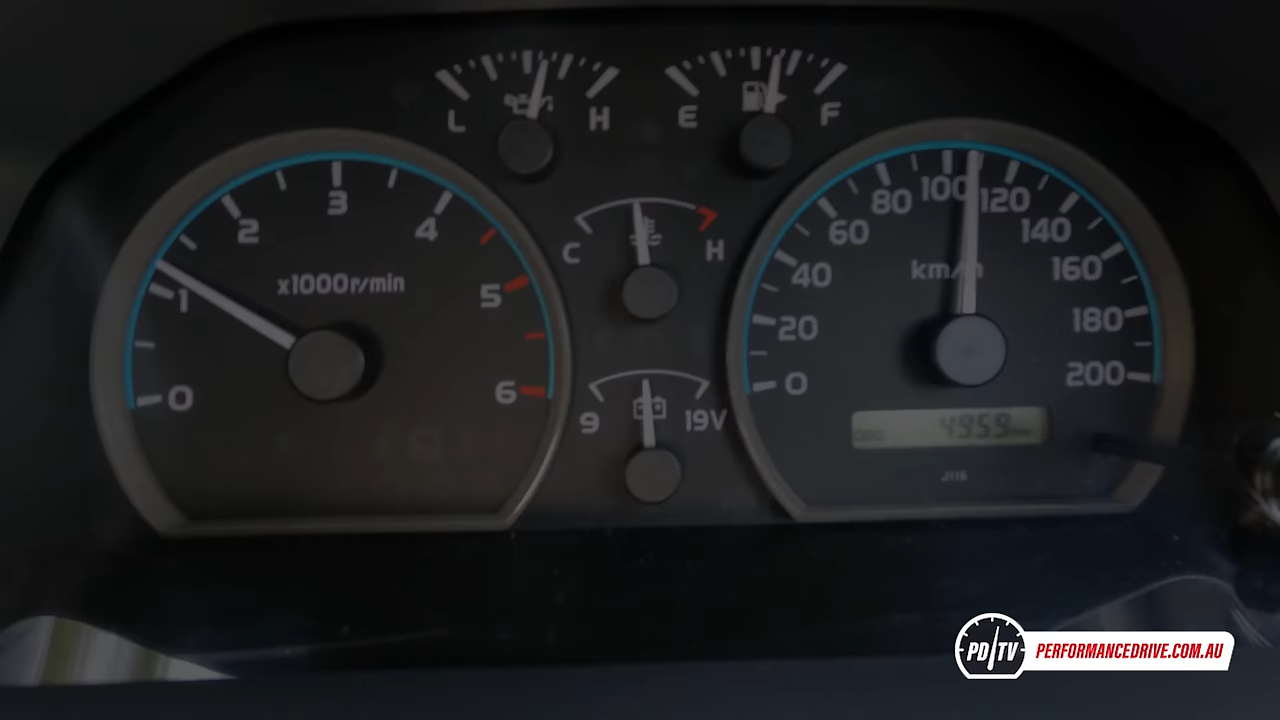 L H
E F
0 1 2 3 4 5 6
x1000r/min
C H
9 19V
0 20 40 60 80 100 120 140 160 180 200
km/h
4959
J116
PD TV
PERFORMANCEDRIVE.COM.AU